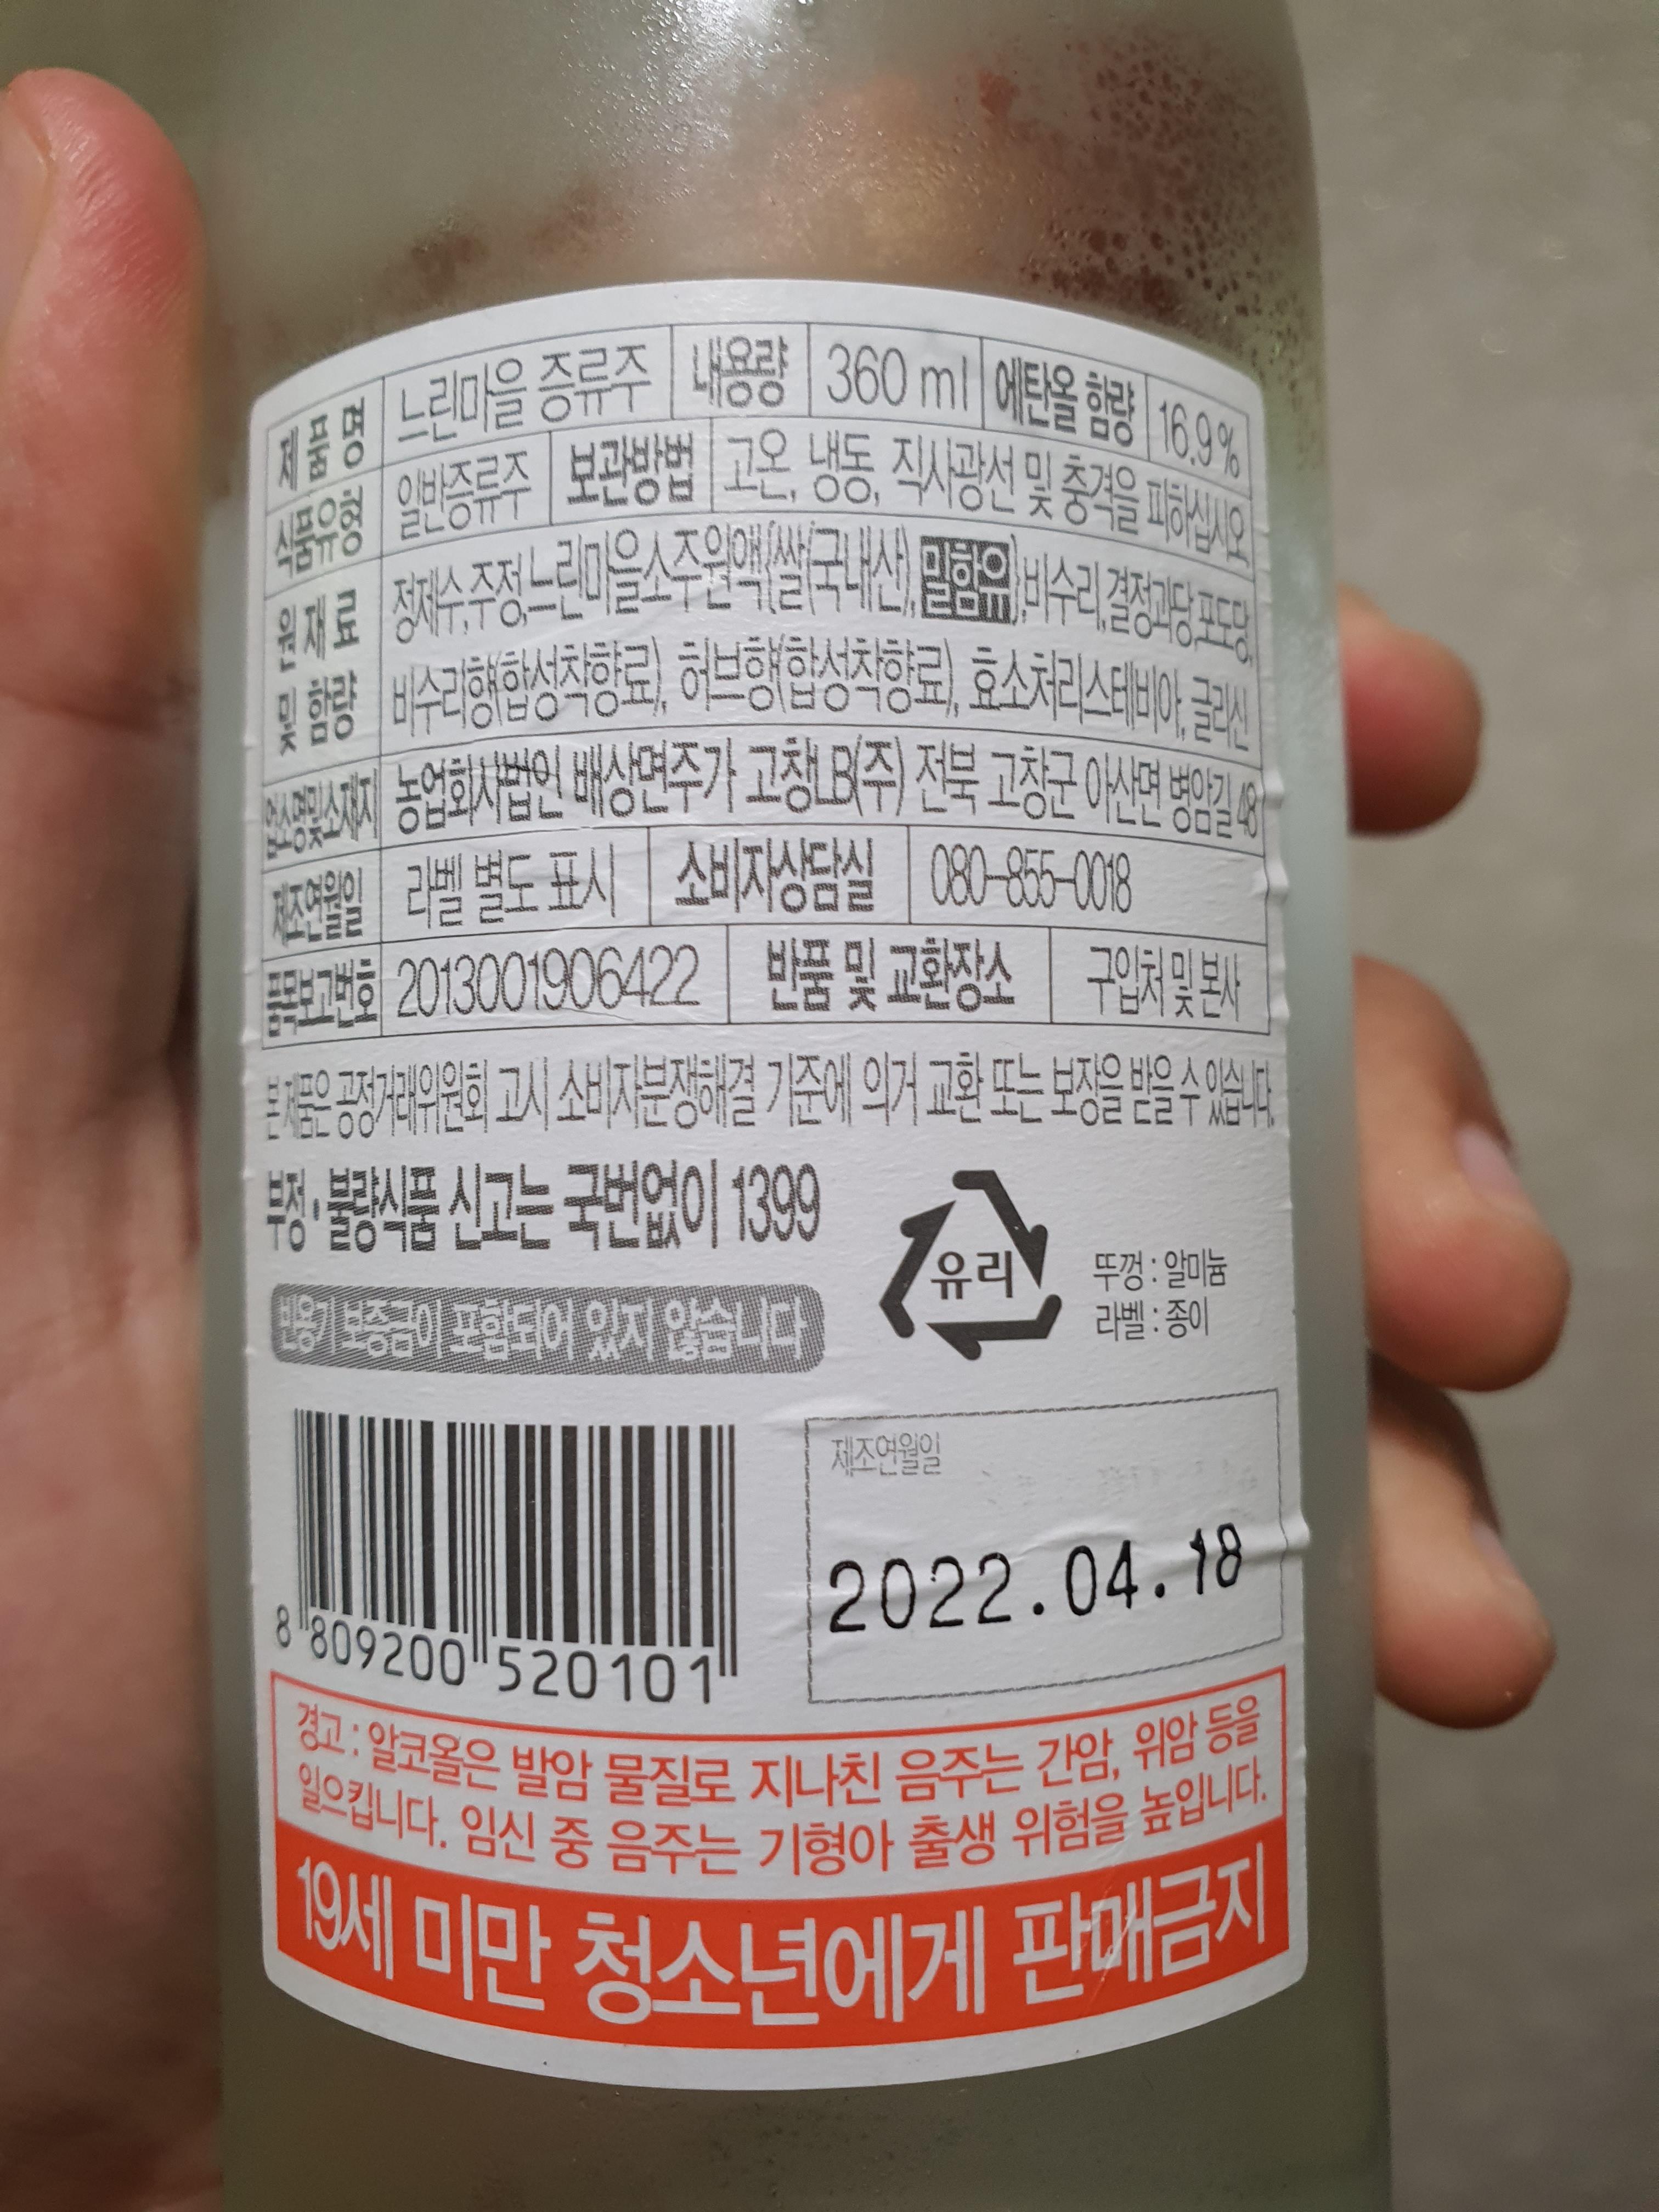 제품명 느린마을 증류주 내용량 360 ml 에탄올 함량 16.9%
식품유형 일반증류주 보관방법 고온, 냉동, 직사광선 및 충격을 피하십시오
원재료 및 함량 정제수,주정,느린마을소주원액{쌀(국내산),밀함유},비수리,결정과당,포도당,
비수리향(합성착향료), 허브향(합성착향료), 효소처리스테비아, 글리신
업소명및소재지 농업회사법인 배상면주가 고창LB(주) 전북 고창군 아산면 병암길 48
제조연월일 라벨 별도 표시 소비자상담실 080-855-0018
품목보고번호 2013001906422 반품 및 교환장소 구입처 및 본사
본 제품은 공정거래위원회 고시 소비자분쟁해결 기준에 의거 교환 또는 보장을 받을 수 있습니다.
부정·불량식품 신고는 국번없이 1399
유리
뚜껑 : 알미늄
라벨 : 종이
빈용기 보증금이 포함되어 있지 않습니다
제조연월일
2022.04.18
8 809200 520101
경고 : 알코올은 발암 물질로 지나친 음주는 간암, 위암 등을
일으킵니다. 임신 중 음주는 기형아 출생 위험을 높입니다.
19세 미만 청소년에게 판매금지